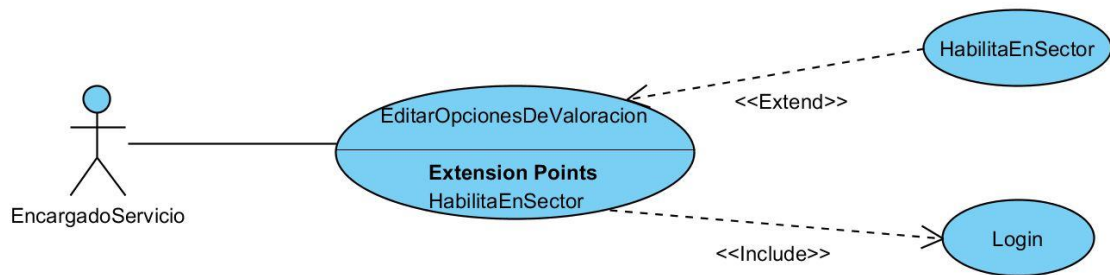 HabilitaEnSector
<<Extend>>
EditarOpcionesDeValoracion
Extension Points
HabilitaEnSector
EncargadoServicio
<<Include>>
Login